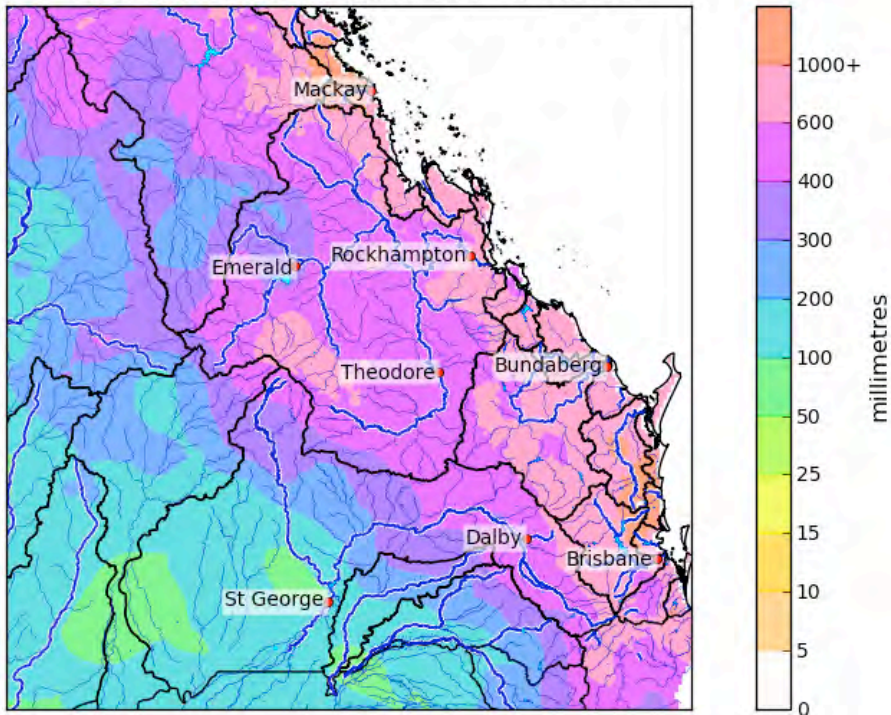 Mackay
Rockhampton
Emerald
Theodore
Bundaberg
Dalby
Brisbane
St George
1000+
600
400
300
200
100
50
25
15
10
5
0
millimetres